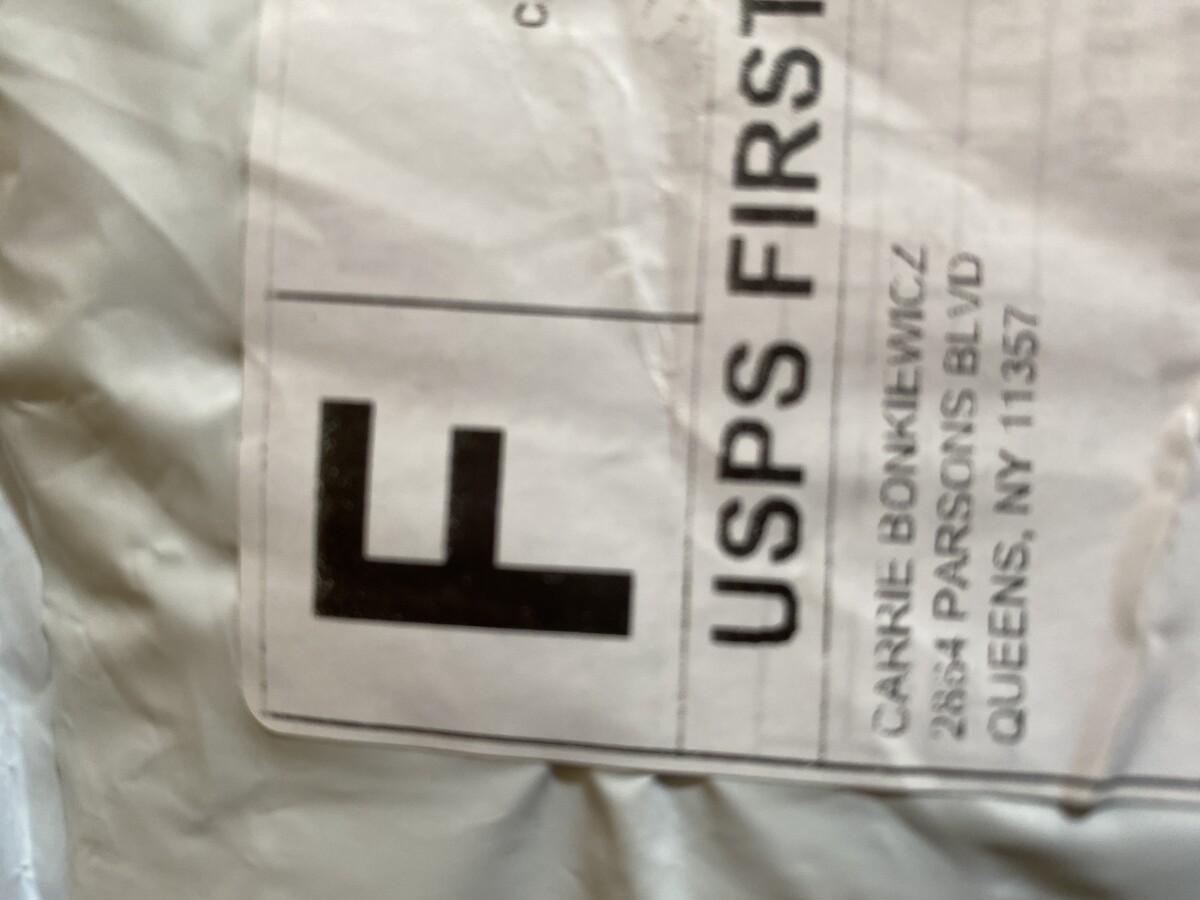 F
C
USPS FIRST
CARRIE BONKIEWICZ
2864 PARSONS BLVD
QUEENS, NY 11357